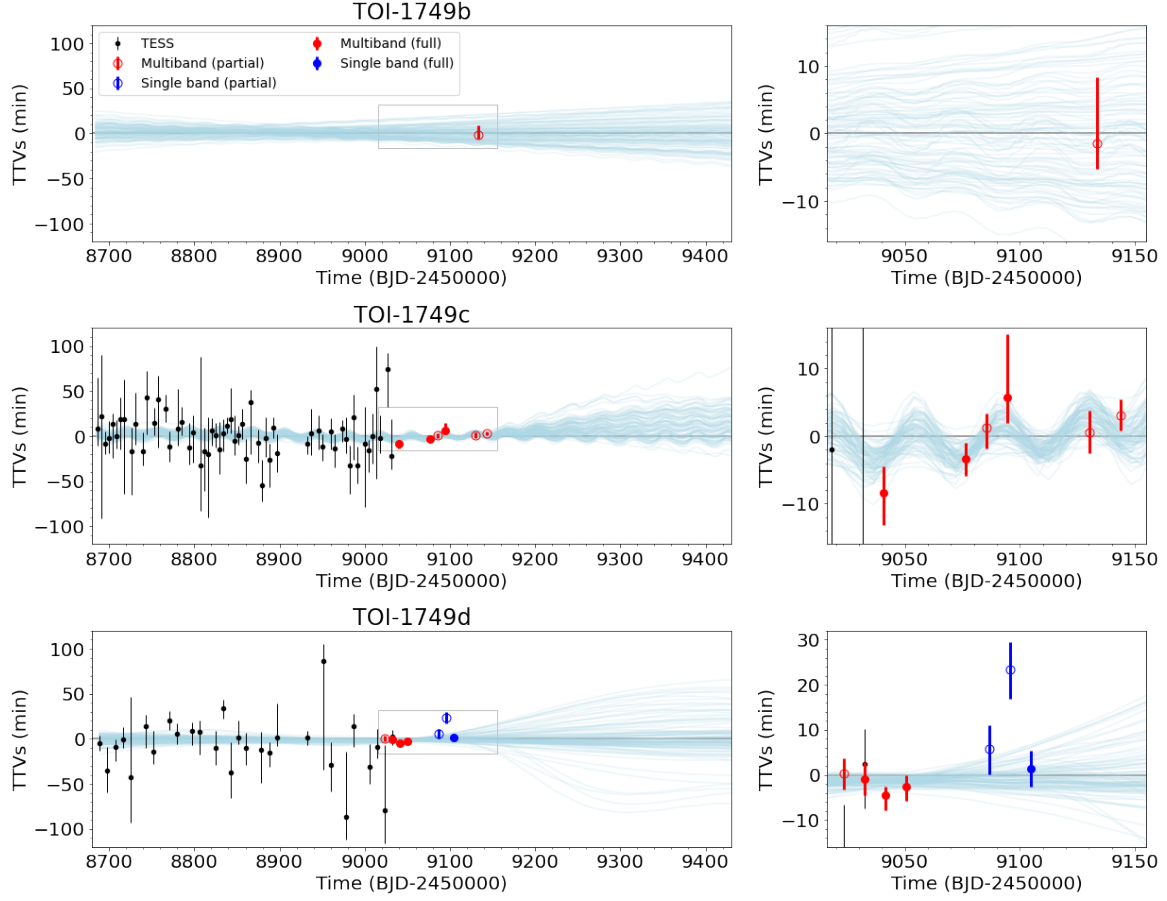 TOI-1749b
TTVs (min)
100
50
0
−50
−100
TESS
Multiband (partial)
Single band (partial)
Multiband (full)
Single band (full)
8700 8800 8900 9000 9100 9200 9300 9400
Time (BJD-2450000)
TTVs (min)
10
0
−10
9050 9100 9150
Time (BJD-2450000)
TOI-1749c
TTVs (min)
100
50
0
−50
−100
8700 8800 8900 9000 9100 9200 9300 9400
Time (BJD-2450000)
TTVs (min)
10
0
−10
9050 9100 9150
Time (BJD-2450000)
TOI-1749d
TTVs (min)
100
50
0
−50
−100
8700 8800 8900 9000 9100 9200 9300 9400
Time (BJD-2450000)
TTVs (min)
30
20
10
0
−10
9050 9100 9150
Time (BJD-2450000)